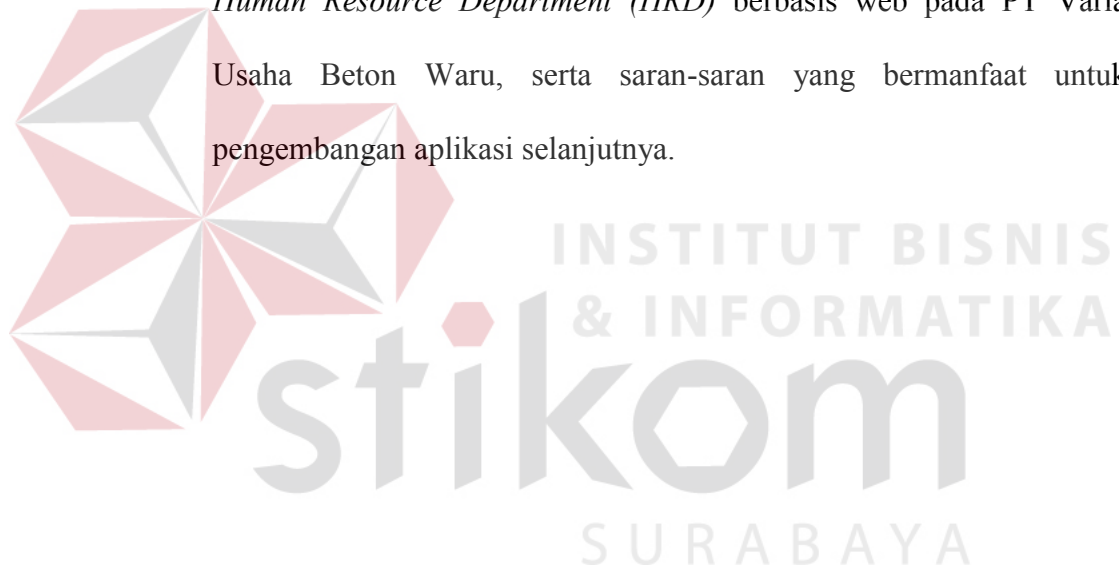 Human Resource Department (HRD) berbasis web pada PT Varia
Usaha Beton Waru, serta saran-saran yang bermanfaat untuk
pengembangan aplikasi selanjutnya.
INSTITUT BISNIS
& INFORMATIKA
stikom
SURABAYA